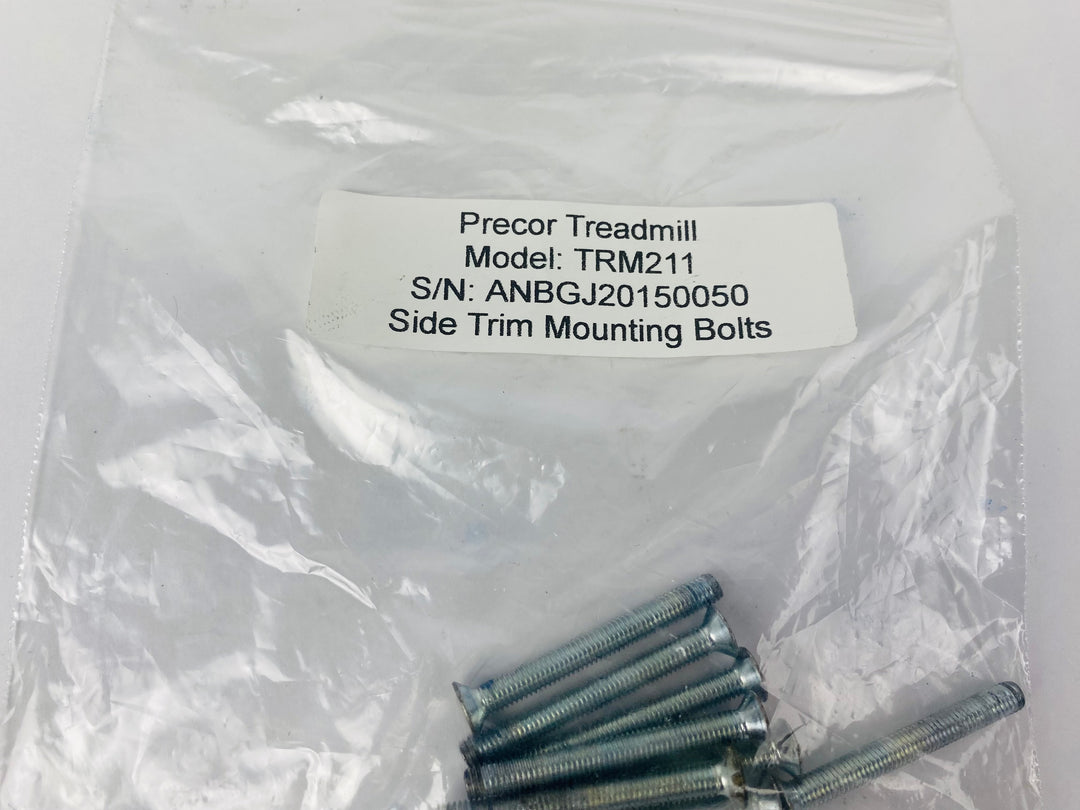 Precor Treadmill
Model: TRM211
S/N: ANBGJ20150050
Side Trim Mounting Bolts